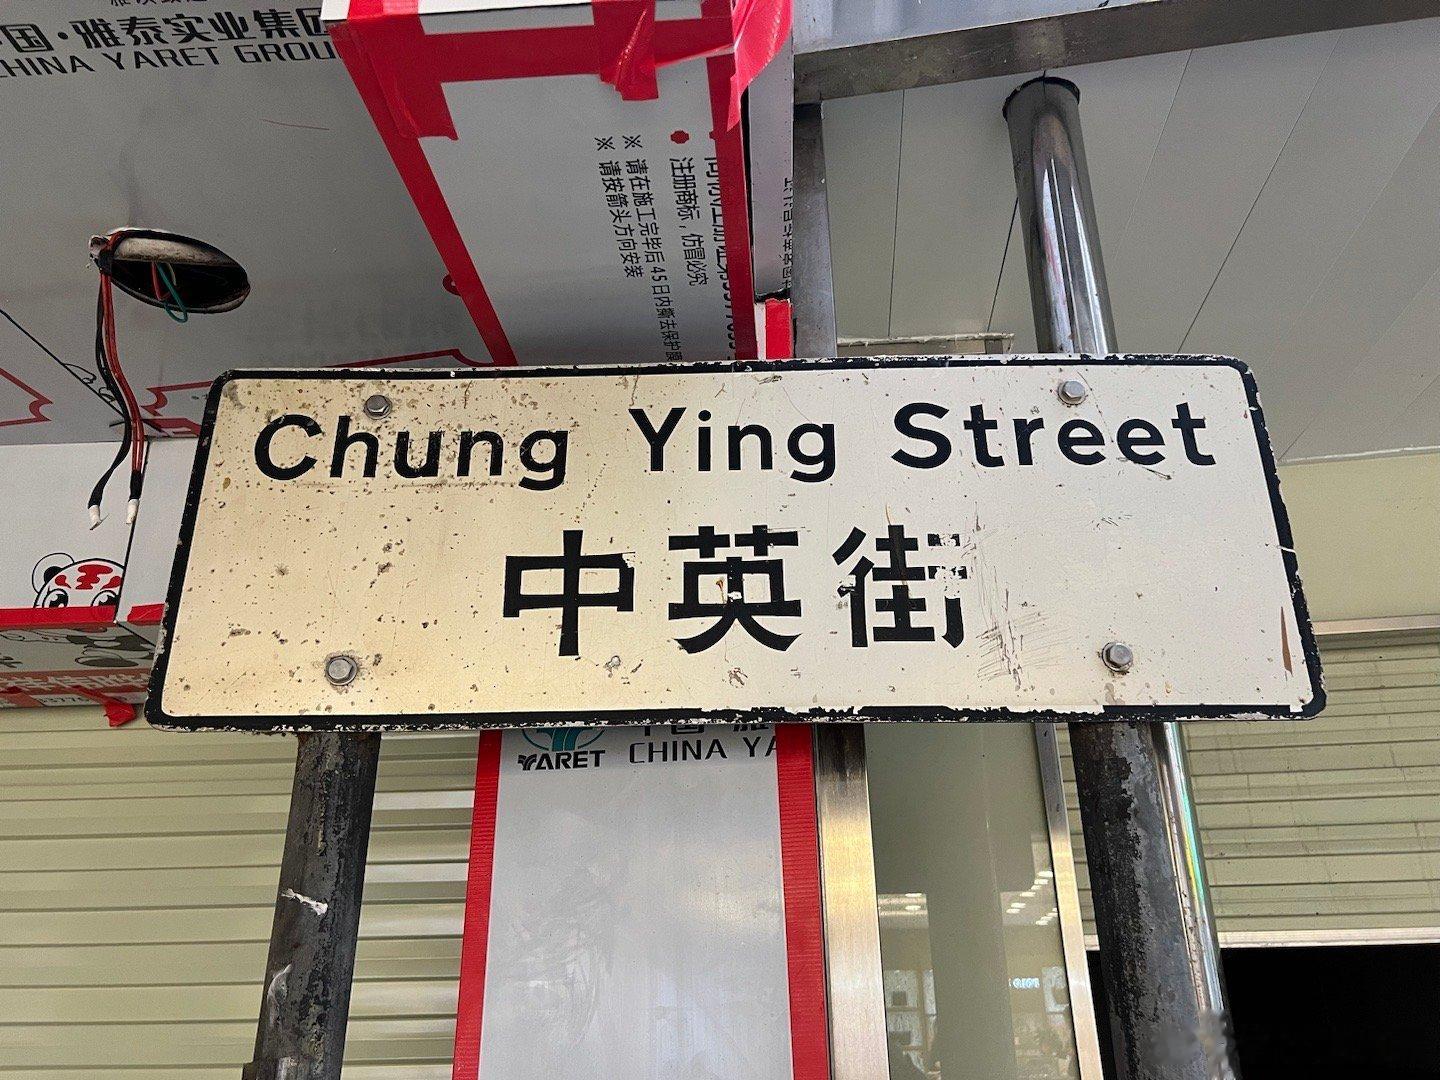 国·雅泰实业集团
CHINA YARET GROU
注册商标，仿冒必究
※ 请在施工完毕后45日内撕去保护膜
※ 请按箭头方向安装
Chung Ying Street
中英街
YARET
CHINA YA